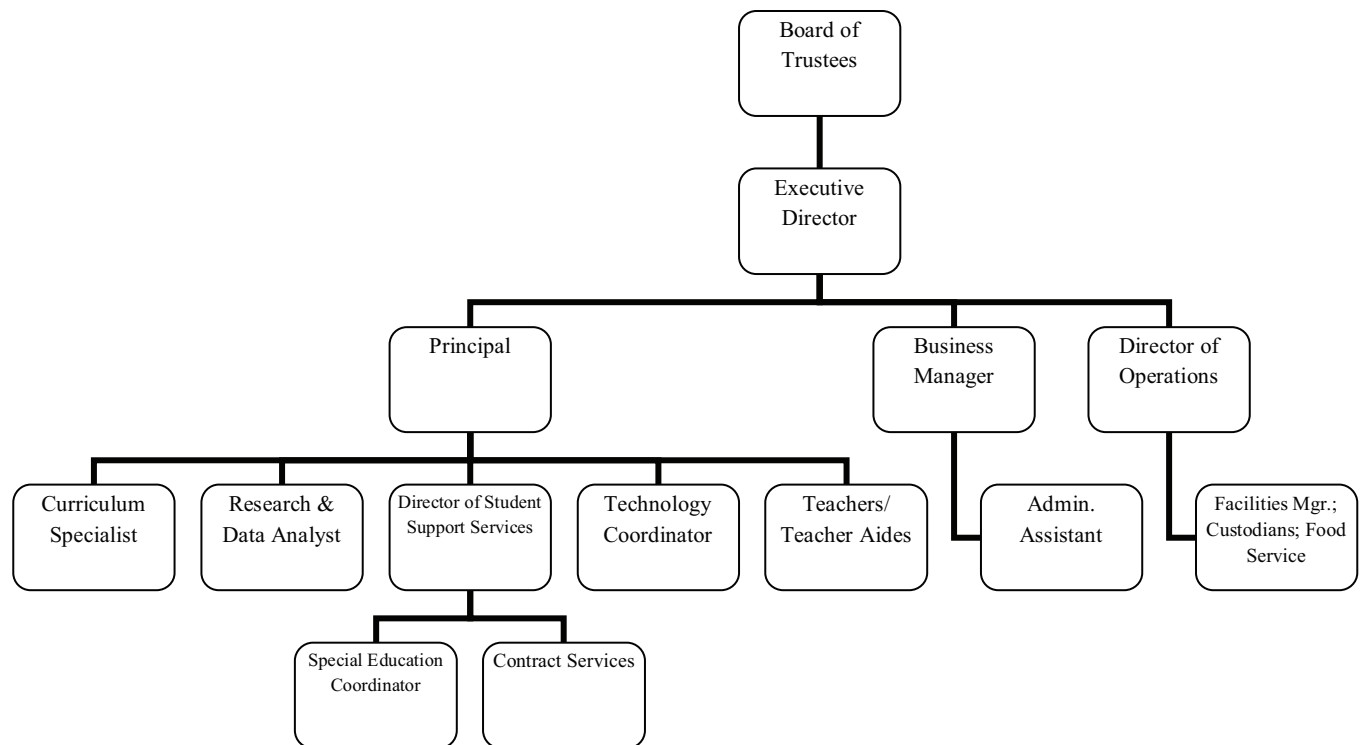 Board of
Trustees
Executive
Director
Principal
Business
Manager
Director of
Operations
Curriculum
Specialist
Research &
Data Analyst
Director of Student
Support Services
Technology
Coordinator
Teachers/
Teacher Aides
Admin.
Assistant
Facilities Mgr.;
Custodians; Food
Service
Special Education
Coordinator
Contract Services